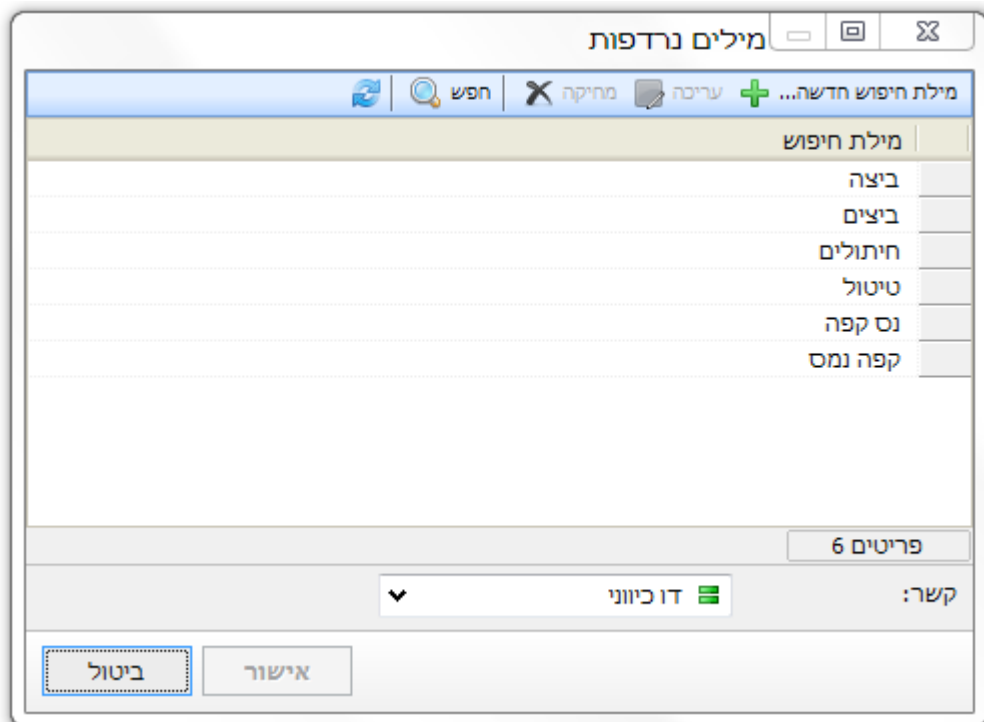 מילים נרדפות
מילת חיפוש חדשה... עריכה מחיקה חפש
מילת חיפוש
ביצה
ביצים
חיתולים
טיטול
נס קפה
קפה נמס
פריטים 6
קשר: דו כיווני
אישור ביטול